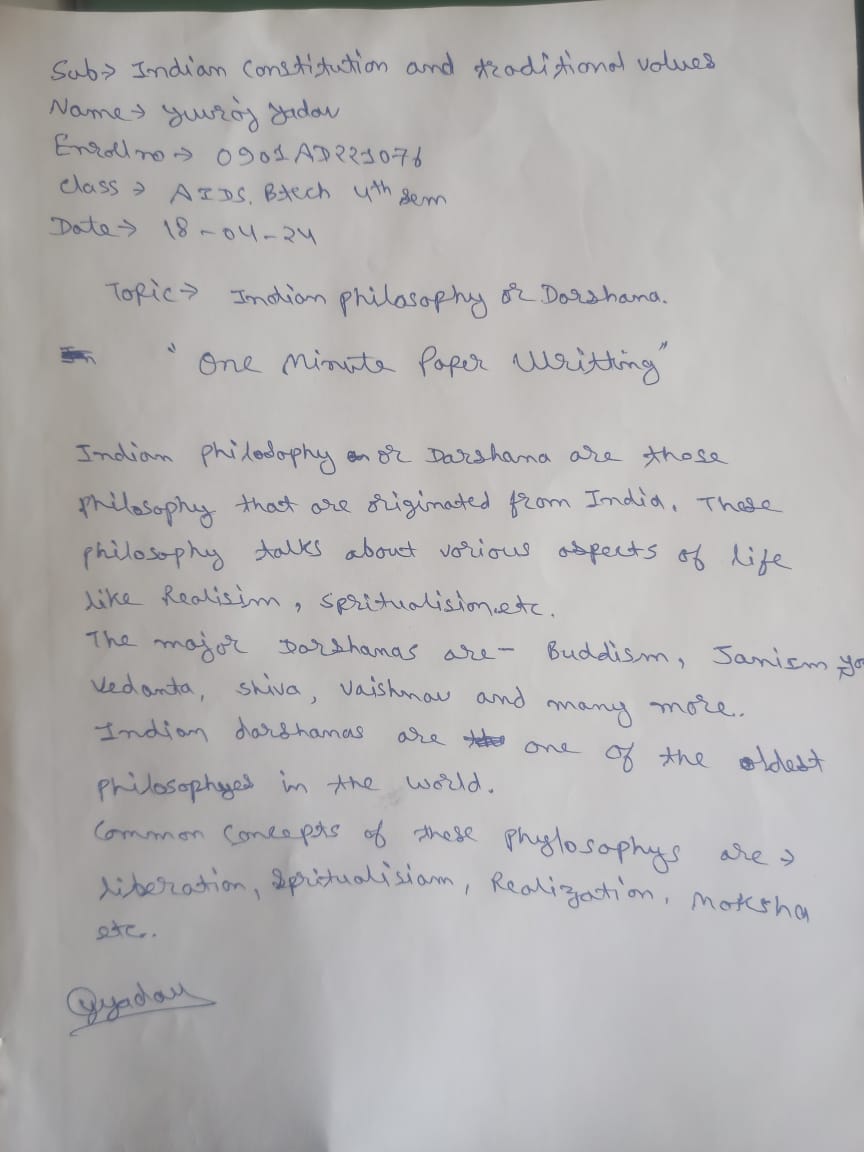 Sub→ Indian Constitution and traditional values
Name→ yuvraj yadav
Enroll no → 0901AD221076
Class → AIDS. Btech 4th sem
Date→ 18-04-24
Topic→ Indian philosophy or Darshana.
"One Minute Paper Writting"
Indian philosophy or Darshana are those
philosophy that are originated from India. These
philosophy talks about various aspects of life
like Realisim, spritualision.etc.
The major Darshanas are- Buddism, Janism
Vedanta, shiva, vaishnav and many more.
Indian darshanas are one of the oldest
philosophyes in the world.
Common Concepts of these phylosophys are →
liberation, spritualisiam, Realization, Moksha
etc.
yyadav